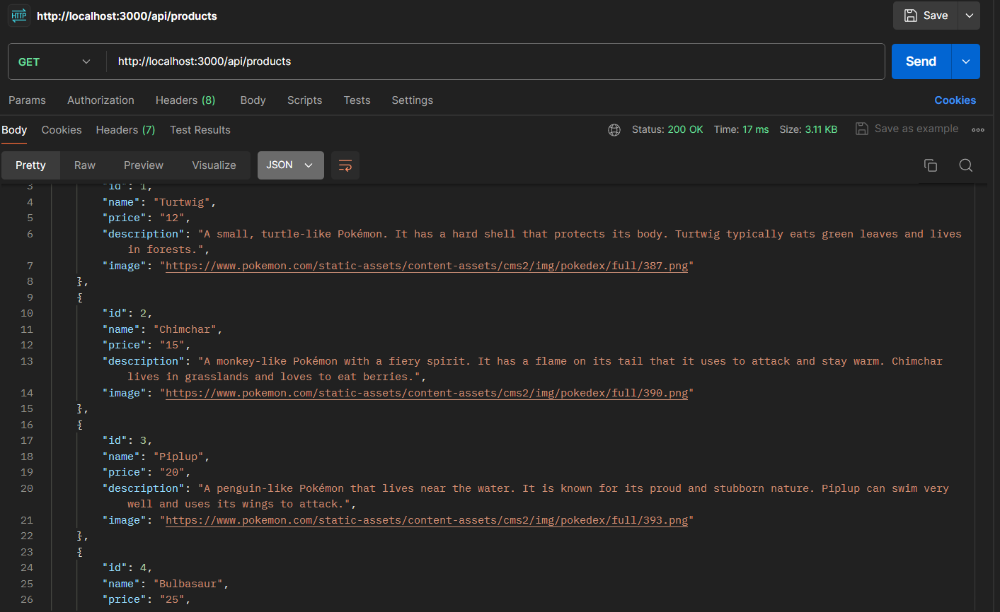 HTTP http://localhost:3000/api/products Save
GET http://localhost:3000/api/products Send
Params Authorization Headers (8) Body Scripts Tests Settings Cookies
Body Cookies Headers (7) Test Results Status: 200 OK Time: 17 ms Size: 3.11 KB Save as example
Pretty Raw Preview Visualize JSON
3 "id": 1,
4 "name": "Turtwig",
5 "price": "12",
6 "description": "A small, turtle-like Pokémon. It has a hard shell that protects its body. Turtwig typically eats green leaves and lives
in forests.",
7 "image": "https://www.pokemon.com/static-assets/content-assets/cms2/img/pokedex/full/387.png"
8 },
9 {
10 "id": 2,
11 "name": "Chimchar",
12 "price": "15",
13 "description": "A monkey-like Pokémon with a fiery spirit. It has a flame on its tail that it uses to attack and stay warm. Chimchar
lives in grasslands and loves to eat berries.",
14 "image": "https://www.pokemon.com/static-assets/content-assets/cms2/img/pokedex/full/390.png"
15 },
16 {
17 "id": 3,
18 "name": "Piplup",
19 "price": "20",
20 "description": "A penguin-like Pokémon that lives near the water. It is known for its proud and stubborn nature. Piplup can swim very
well and uses its wings to attack.",
21 "image": "https://www.pokemon.com/static-assets/content-assets/cms2/img/pokedex/full/393.png"
22 },
23 {
24 "id": 4,
25 "name": "Bulbasaur",
26 "price": "25",